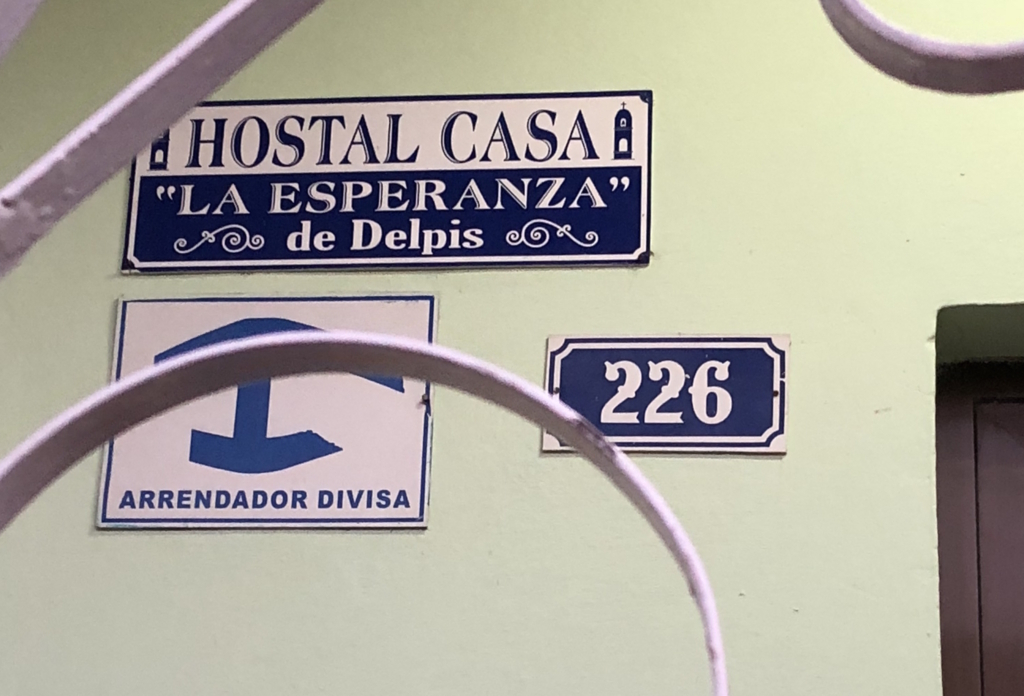 HOSTAL CASA
"LA ESPERANZA"
de Delpis
226
ARRENDADOR DIVISA